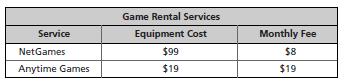 Game Rental Services
Service Equipment Cost Monthly Fee
NetGames $99 $8
Anytime Games $19 $19